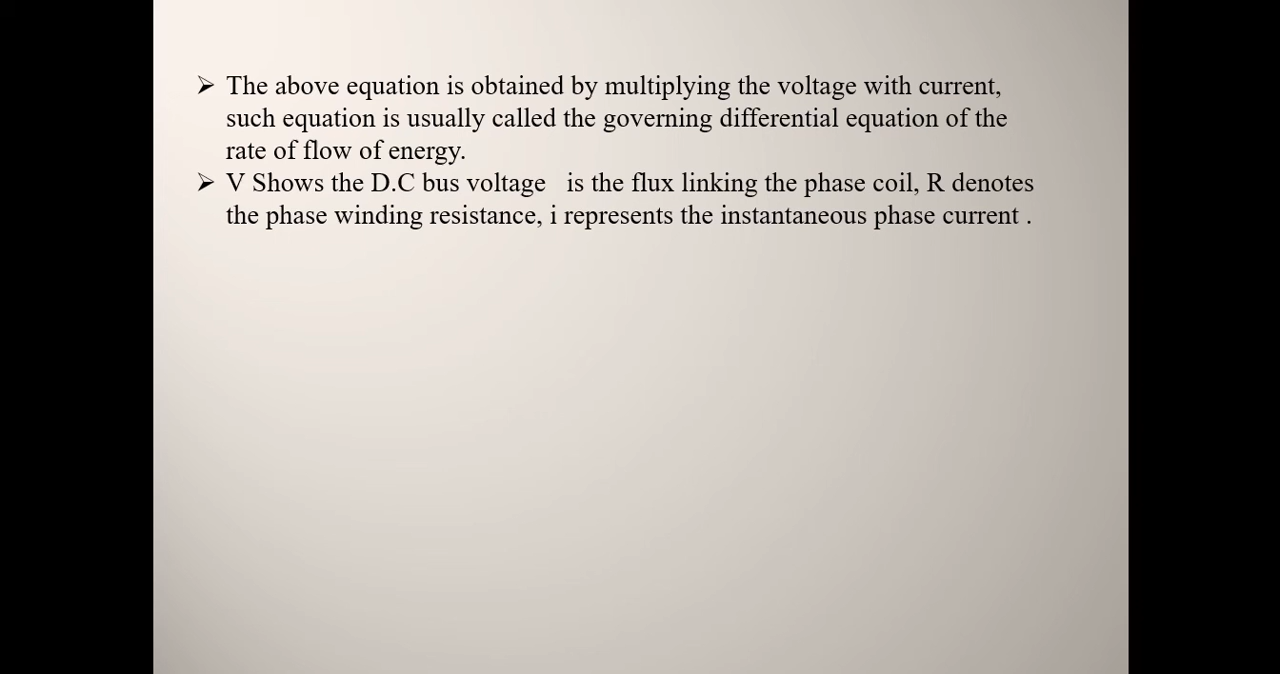 ➢ The above equation is obtained by multiplying the voltage with current,
such equation is usually called the governing differential equation of the
rate of flow of energy.
➢ V Shows the D.C bus voltage   is the flux linking the phase coil, R denotes
the phase winding resistance, i represents the instantaneous phase current .